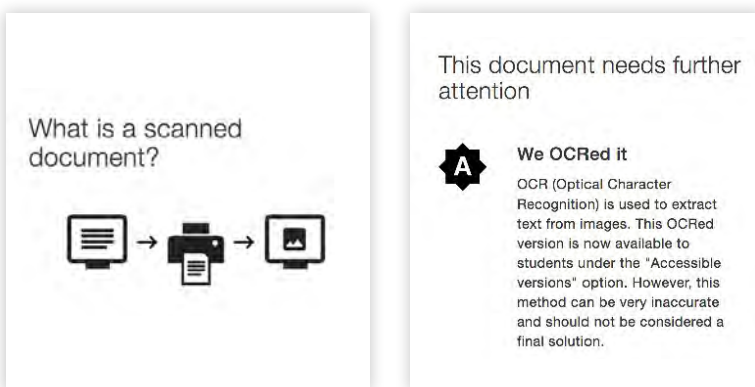 What is a scanned
document?
This document needs further
attention
A
We OCRed it
OCR (Optical Character
Recognition) is used to extract
text from images. This OCRed
version is now available to
students under the "Accessible
versions" option. However, this
method can be very inaccurate
and should not be considered a
final solution.